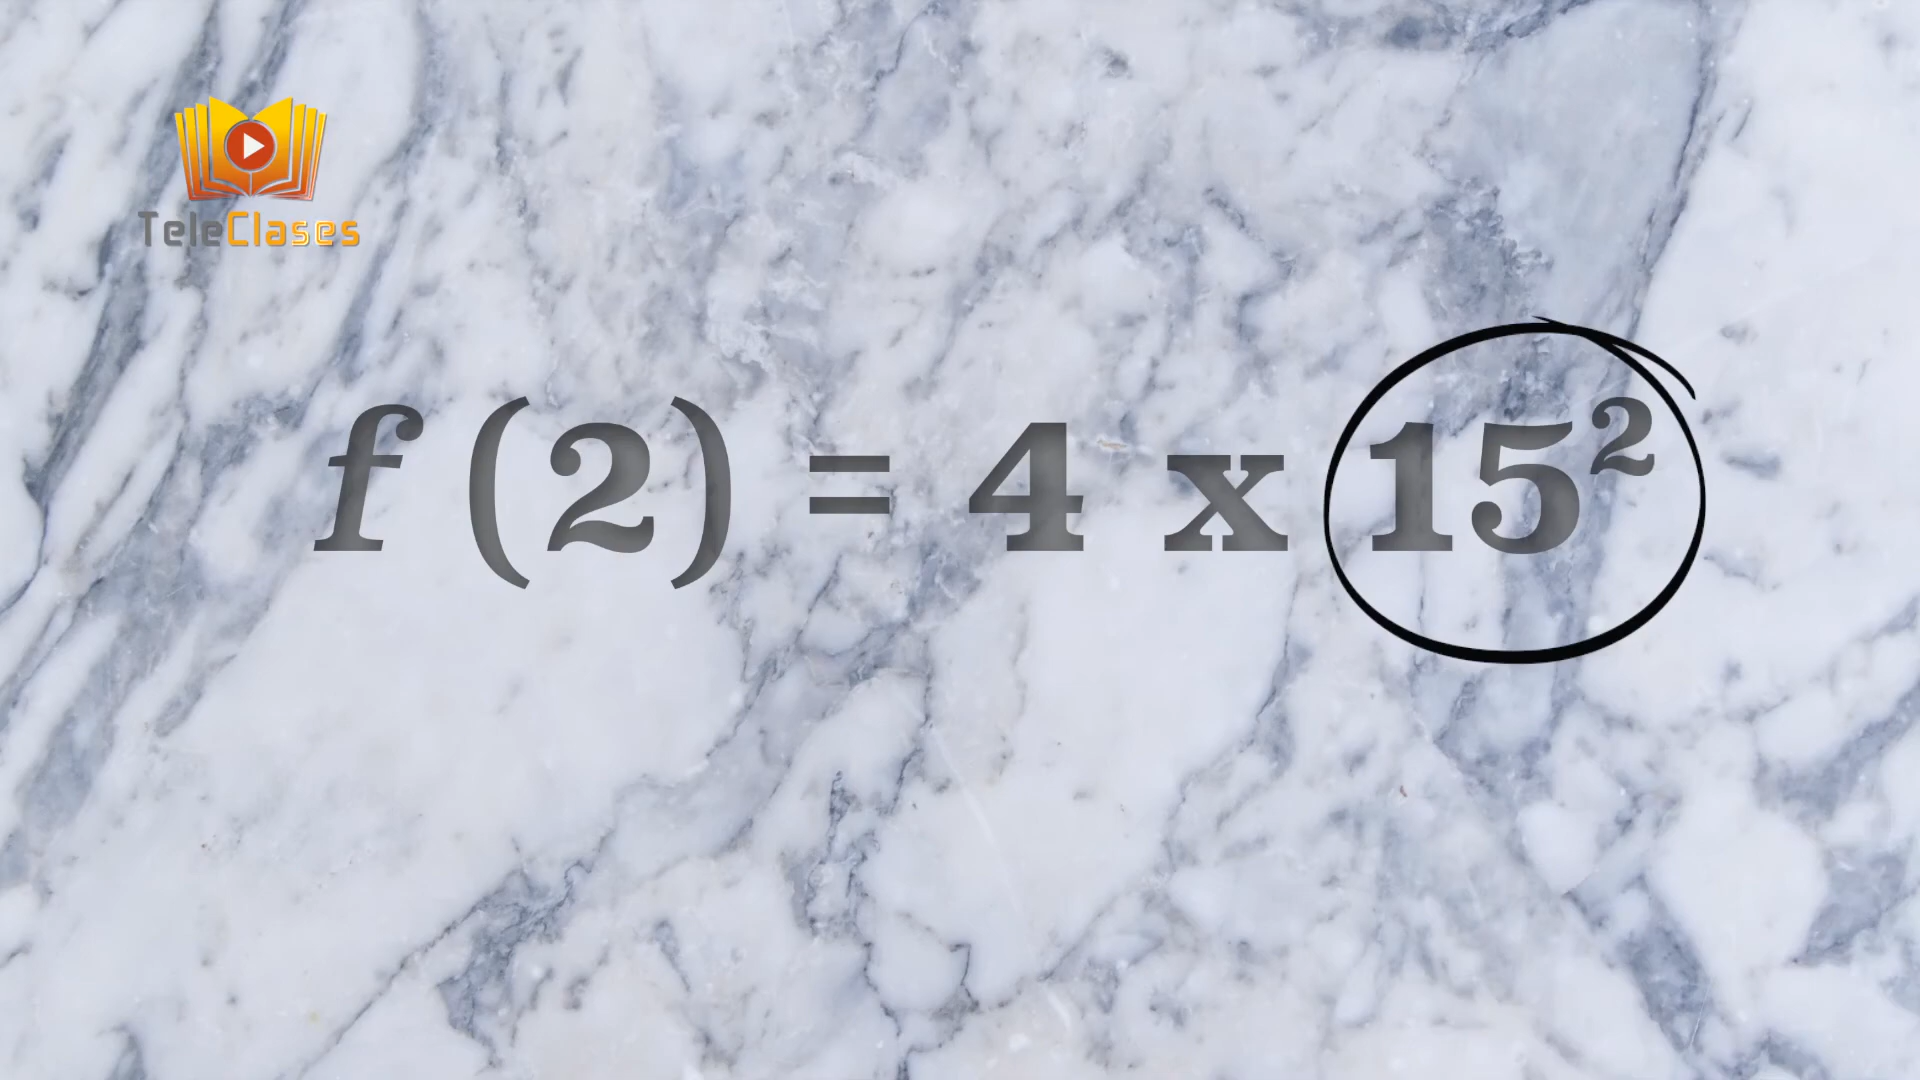 TeleClases
f (2) = 4 x 15²